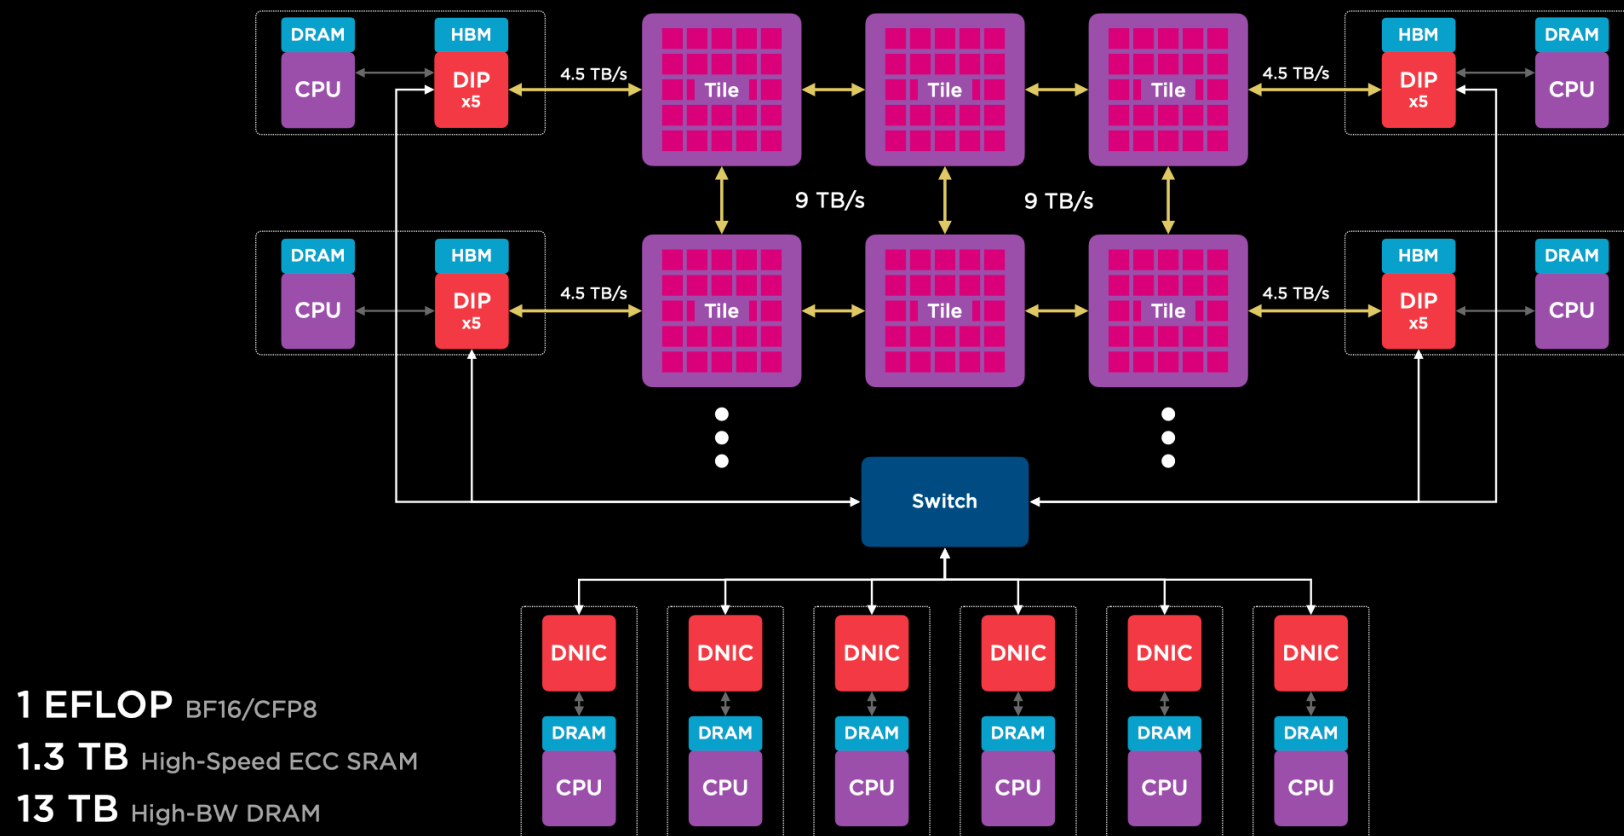 DRAM HBM HBM DRAM
CPU DIP x5 4.5 TB/s Tile Tile Tile 4.5 TB/s DIP x5 CPU
9 TB/s 9 TB/s
DRAM HBM HBM DRAM
CPU DIP x5 4.5 TB/s Tile Tile Tile 4.5 TB/s DIP x5 CPU
Switch
DNIC DNIC DNIC DNIC DNIC DNIC
DRAM DRAM DRAM DRAM DRAM DRAM
CPU CPU CPU CPU CPU CPU
1 EFLOP BF16/CFP8
1.3 TB High-Speed ECC SRAM
13 TB High-BW DRAM